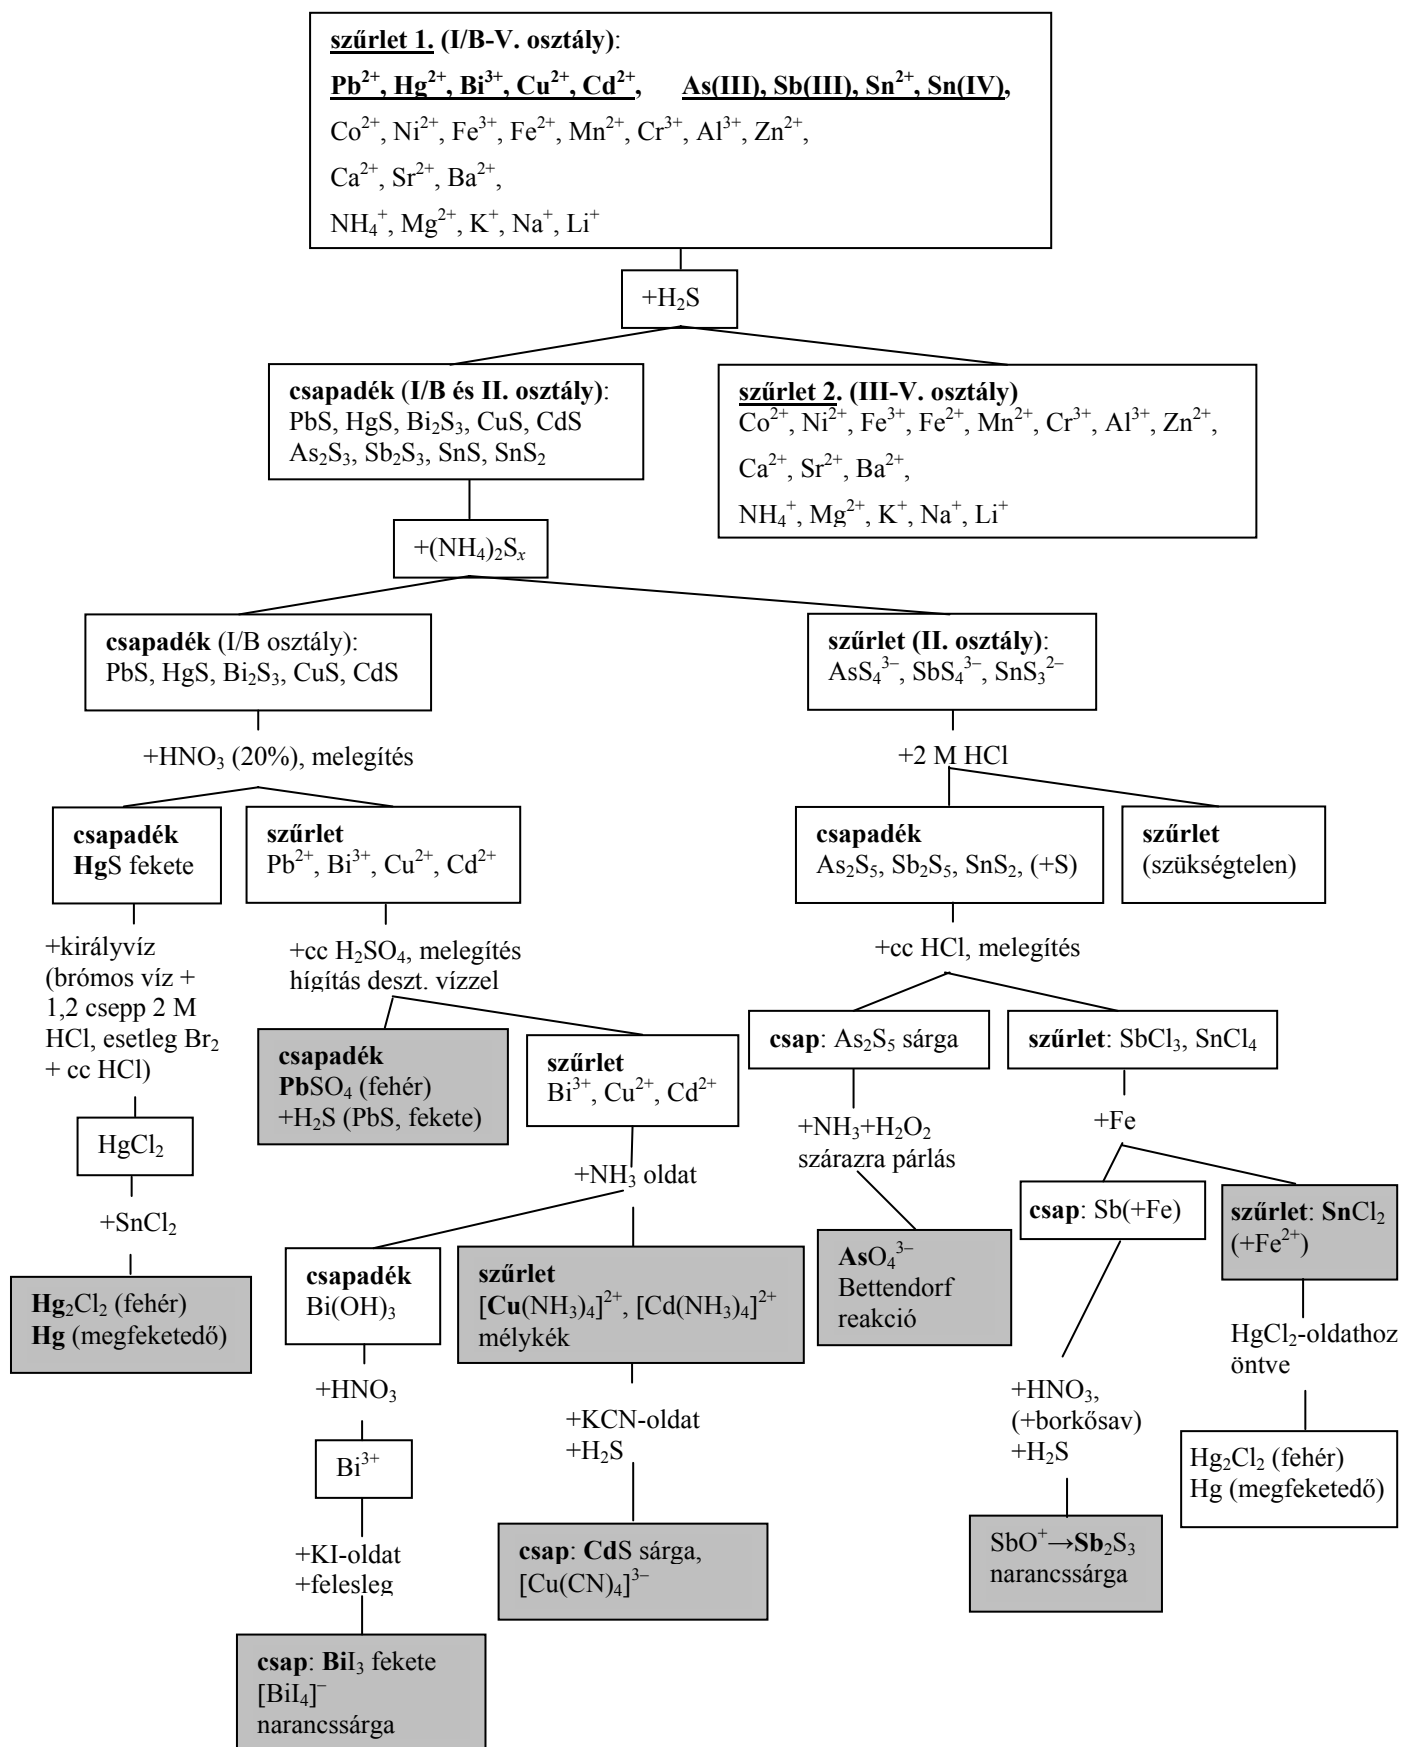 szűrlet 1. (I/B-V. osztály):
Pb²⁺, Hg²⁺, Bi³⁺, Cu²⁺, Cd²⁺, As(III), Sb(III), Sn²⁺, Sn(IV),
Co²⁺, Ni²⁺, Fe³⁺, Fe²⁺, Mn²⁺, Cr³⁺, Al³⁺, Zn²⁺,
Ca²⁺, Sr²⁺, Ba²⁺,
NH₄⁺, Mg²⁺, K⁺, Na⁺, Li⁺
+H₂S
csapadék (I/B és II. osztály):
PbS, HgS, Bi₂S₃, CuS, CdS
As₂S₃, Sb₂S₃, SnS, SnS₂
szűrlet 2. (III-V. osztály)
Co²⁺, Ni²⁺, Fe³⁺, Fe²⁺, Mn²⁺, Cr³⁺, Al³⁺, Zn²⁺,
Ca²⁺, Sr²⁺, Ba²⁺,
NH₄⁺, Mg²⁺, K⁺, Na⁺, Li⁺
+(NH₄)₂Sₓ
csapadék (I/B osztály):
PbS, HgS, Bi₂S₃, CuS, CdS
szűrlet (II. osztály):
AsS₄³⁻, SbS₄³⁻, SnS₃²⁻
+HNO₃ (20%), melegítés
+2 M HCl
csapadék
HgS fekete
szűrlet
Pb²⁺, Bi³⁺, Cu²⁺, Cd²⁺
csapadék
As₂S₅, Sb₂S₅, SnS₂, (+S)
szűrlet
(szükségtelen)
+királyvíz
(brómos víz +
1,2 csepp 2 M
HCl, esetleg Br₂
+ cc HCl)
+cc H₂SO₄, melegítés
hígítás deszt. vízzel
+cc HCl, melegítés
csapadék
PbSO₄ (fehér)
+H₂S (PbS, fekete)
szűrlet
Bi³⁺, Cu²⁺, Cd²⁺
csap: As₂S₅ sárga
szűrlet: SbCl₃, SnCl₄
HgCl₂
+SnCl₂
+NH₃ oldat
+NH₃+H₂O₂
szárazra párlás
+Fe
csap: Sb(+Fe)
szűrlet: SnCl₂
(+Fe²⁺)
Hg₂Cl₂ (fehér)
Hg (megfeketedő)
csapadék
Bi(OH)₃
szűrlet
[Cu(NH₃)₄]²⁺, [Cd(NH₃)₄]²⁺
mélykék
AsO₄³⁻
Bettendorf
reakció
HgCl₂-oldathoz
öntve
+HNO₃
+KCN-oldat
+H₂S
+HNO₃,
(+borkősav)
+H₂S
Hg₂Cl₂ (fehér)
Hg (megfeketedő)
Bi³⁺
+KI-oldat
+felesleg
csap: CdS sárga,
[Cu(CN)₄]³⁻
SbO⁺→Sb₂S₃
narancssárga
csap: BiI₃ fekete
[BiI₄]⁻
narancssárga